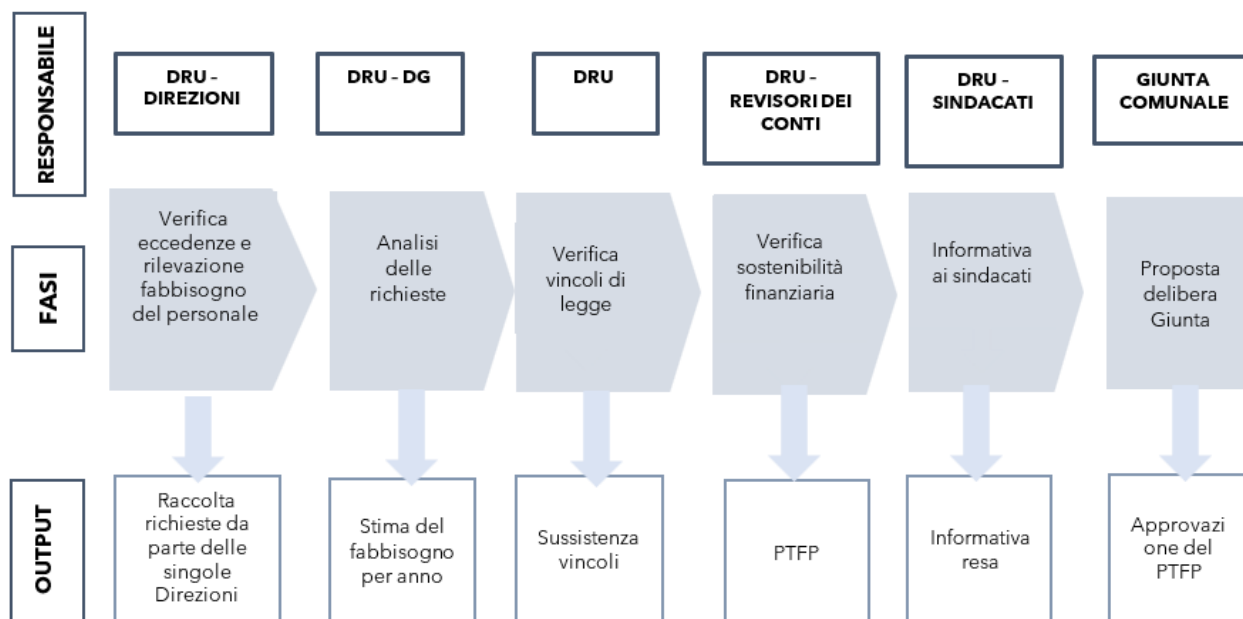 RESPONSABILE
DRU –
DIREZIONI
DRU – DG
DRU
DRU –
REVISORI DEI
CONTI
DRU –
SINDACATI
GIUNTA
COMUNALE
FASI
Verifica
eccedenze e
rilevazione
fabbisogno
del personale
Analisi
delle
richieste
Verifica
vincoli di
legge
Verifica
sostenibilità
finanziaria
Informativa
ai sindacati
Proposta
delibera
Giunta
OUTPUT
Raccolta
richieste da
parte delle
singole
Direzioni
Stima del
fabbisogno
per anno
Sussistenza
vincoli
PTFP
Informativa
resa
Approvazi
one del
PTFP